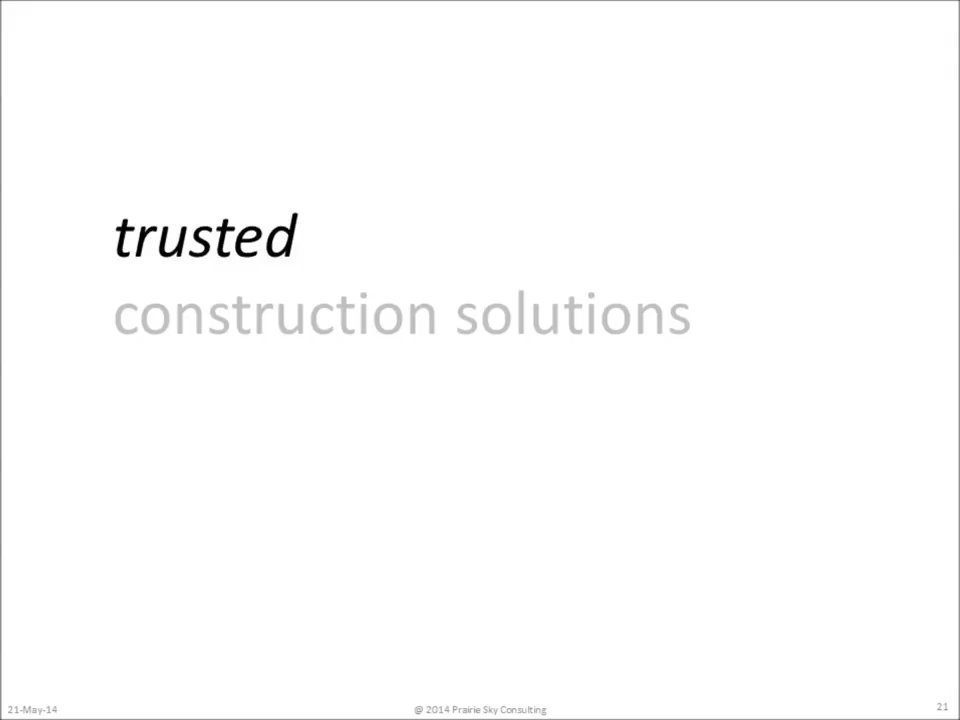 trusted
construction solutions
21-May-14
@ 2014 Prairie Sky Consulting
21